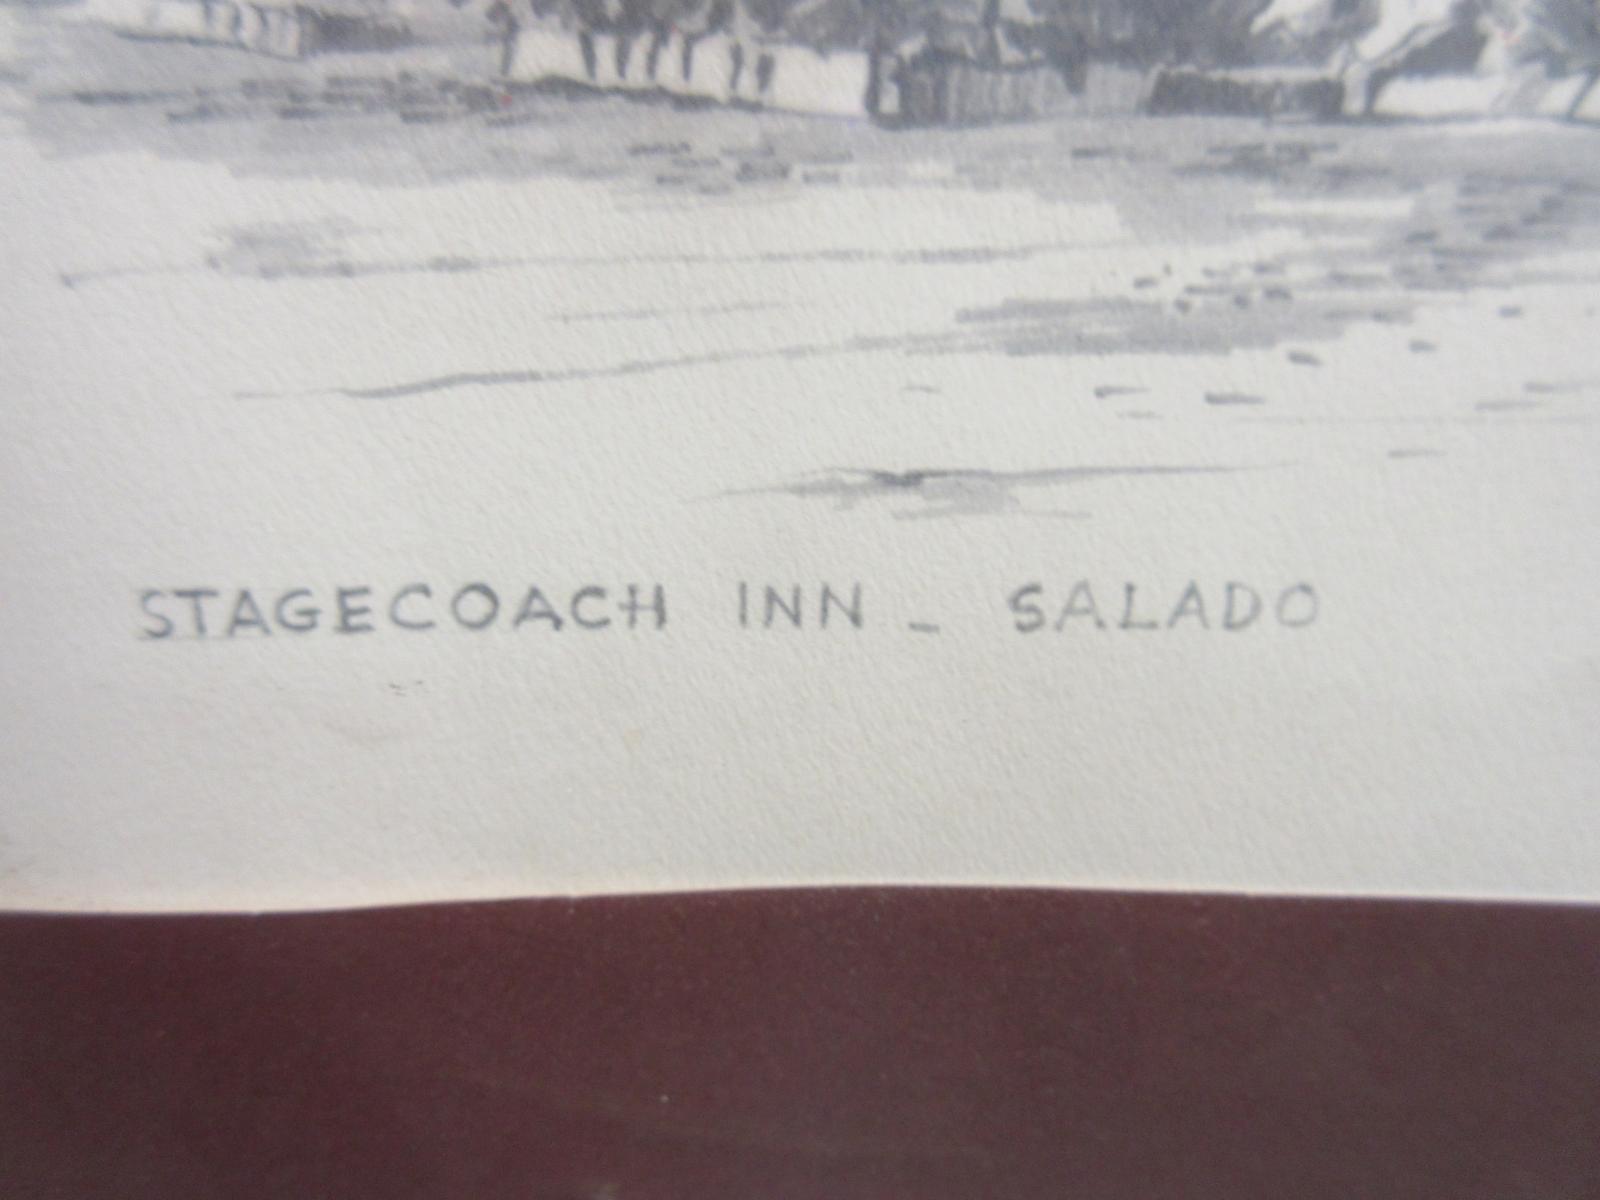 STAGECOACH INN - SALADO